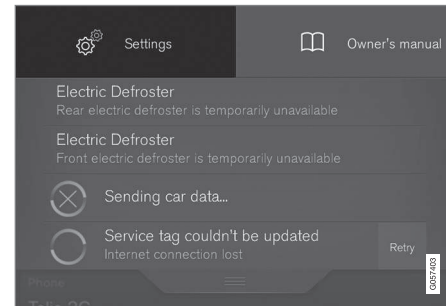 Settings
Owner's manual
Electric Defroster
Rear electric defroster is temporarily unavailable
Electric Defroster
Front electric defroster is temporarily unavailable
Sending car data...
Service tag couldn't be updated
Internet connection lost
Retry
Phone
G057403